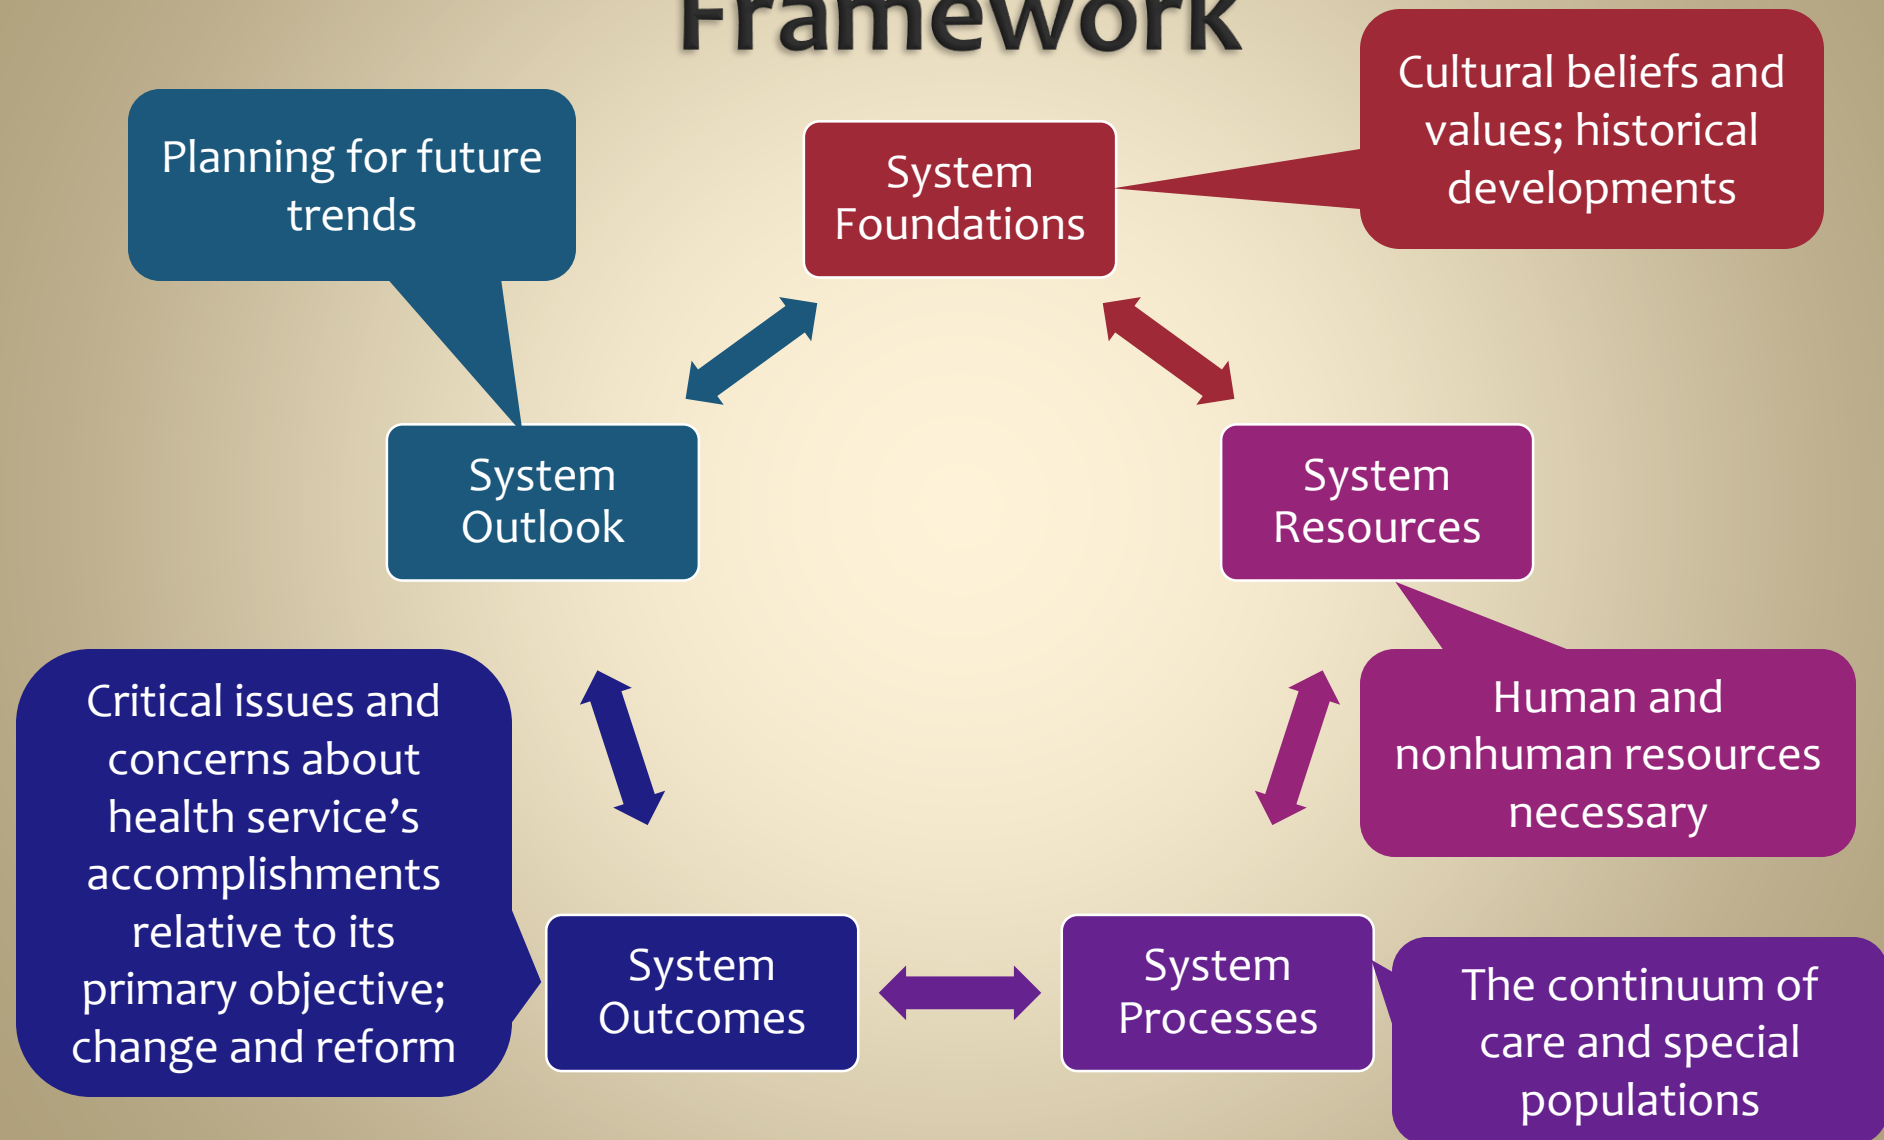 Framework
Cultural beliefs and
values; historical
developments
Planning for future
trends
System
Foundations
System
Outlook
System
Resources
Critical issues and
concerns about
health service’s
accomplishments
relative to its
primary objective;
change and reform
Human and
nonhuman resources
necessary
System
Outcomes
System
Processes
The continuum of
care and special
populations